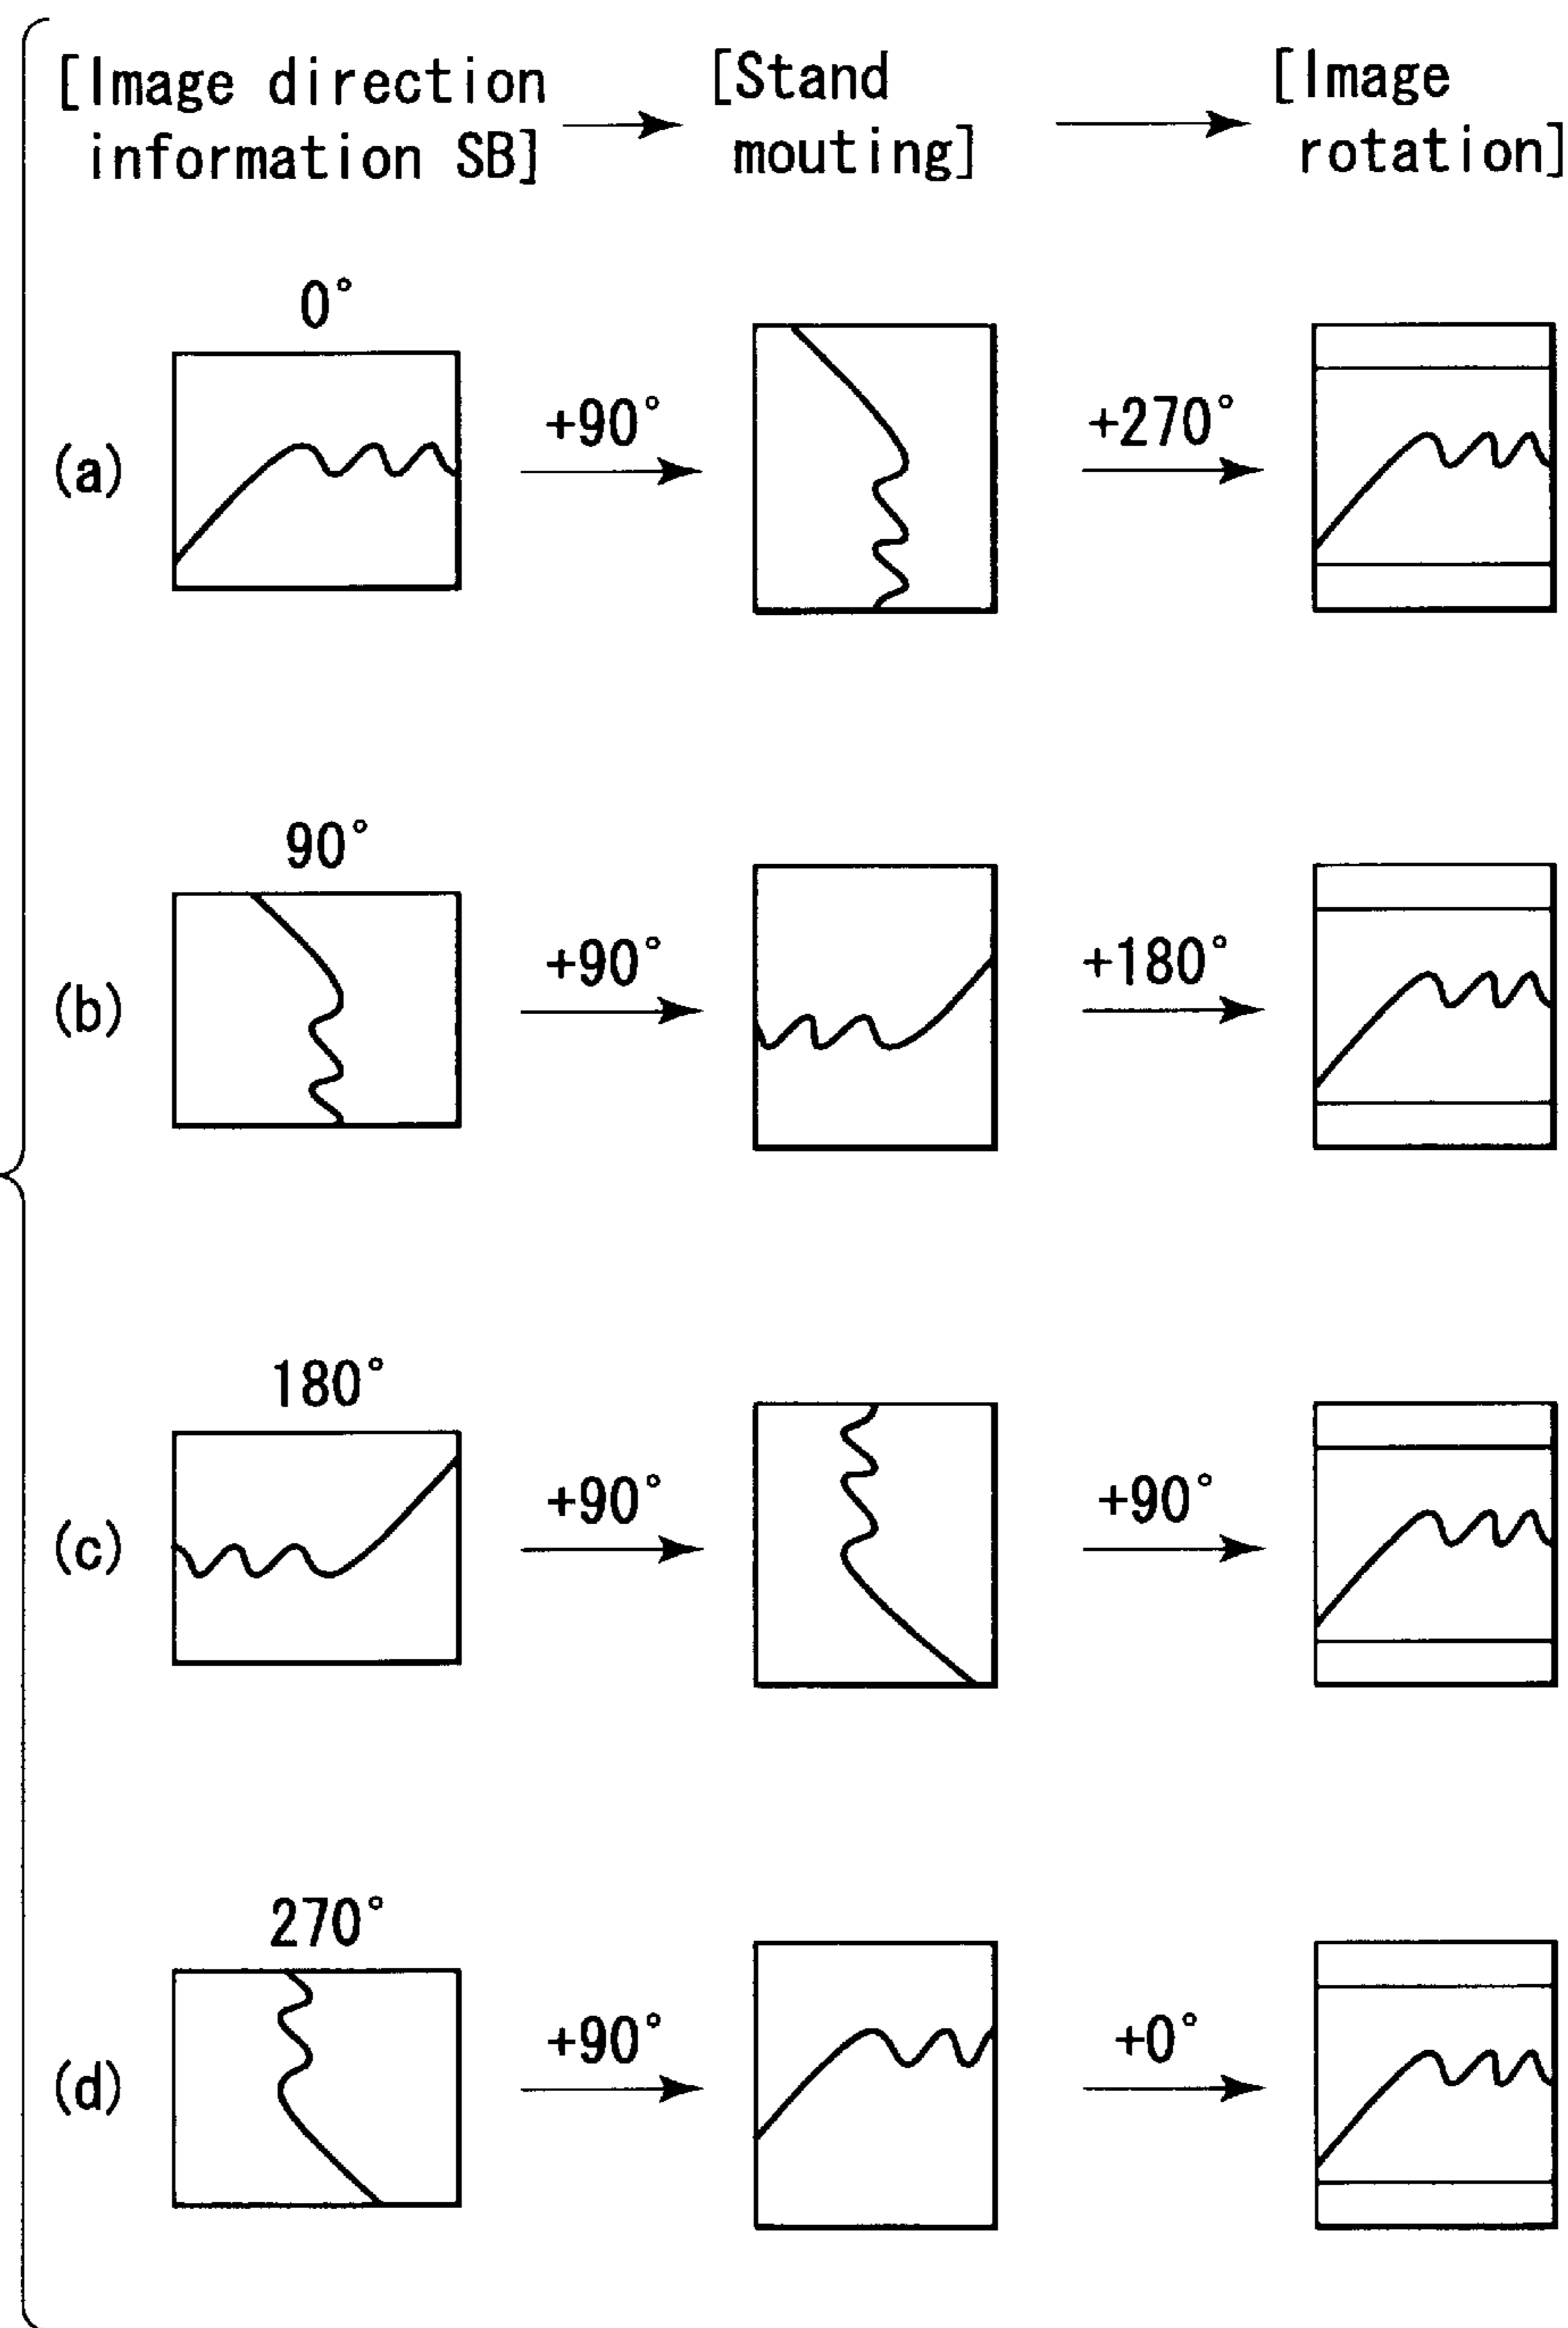 [Image direction
information SB]
[Stand
mouting]
[Image
rotation]
0°
(a)
+90°
+270°
90°
(b)
+90°
+180°
180°
(c)
+90°
+90°
270°
(d)
+90°
+0°